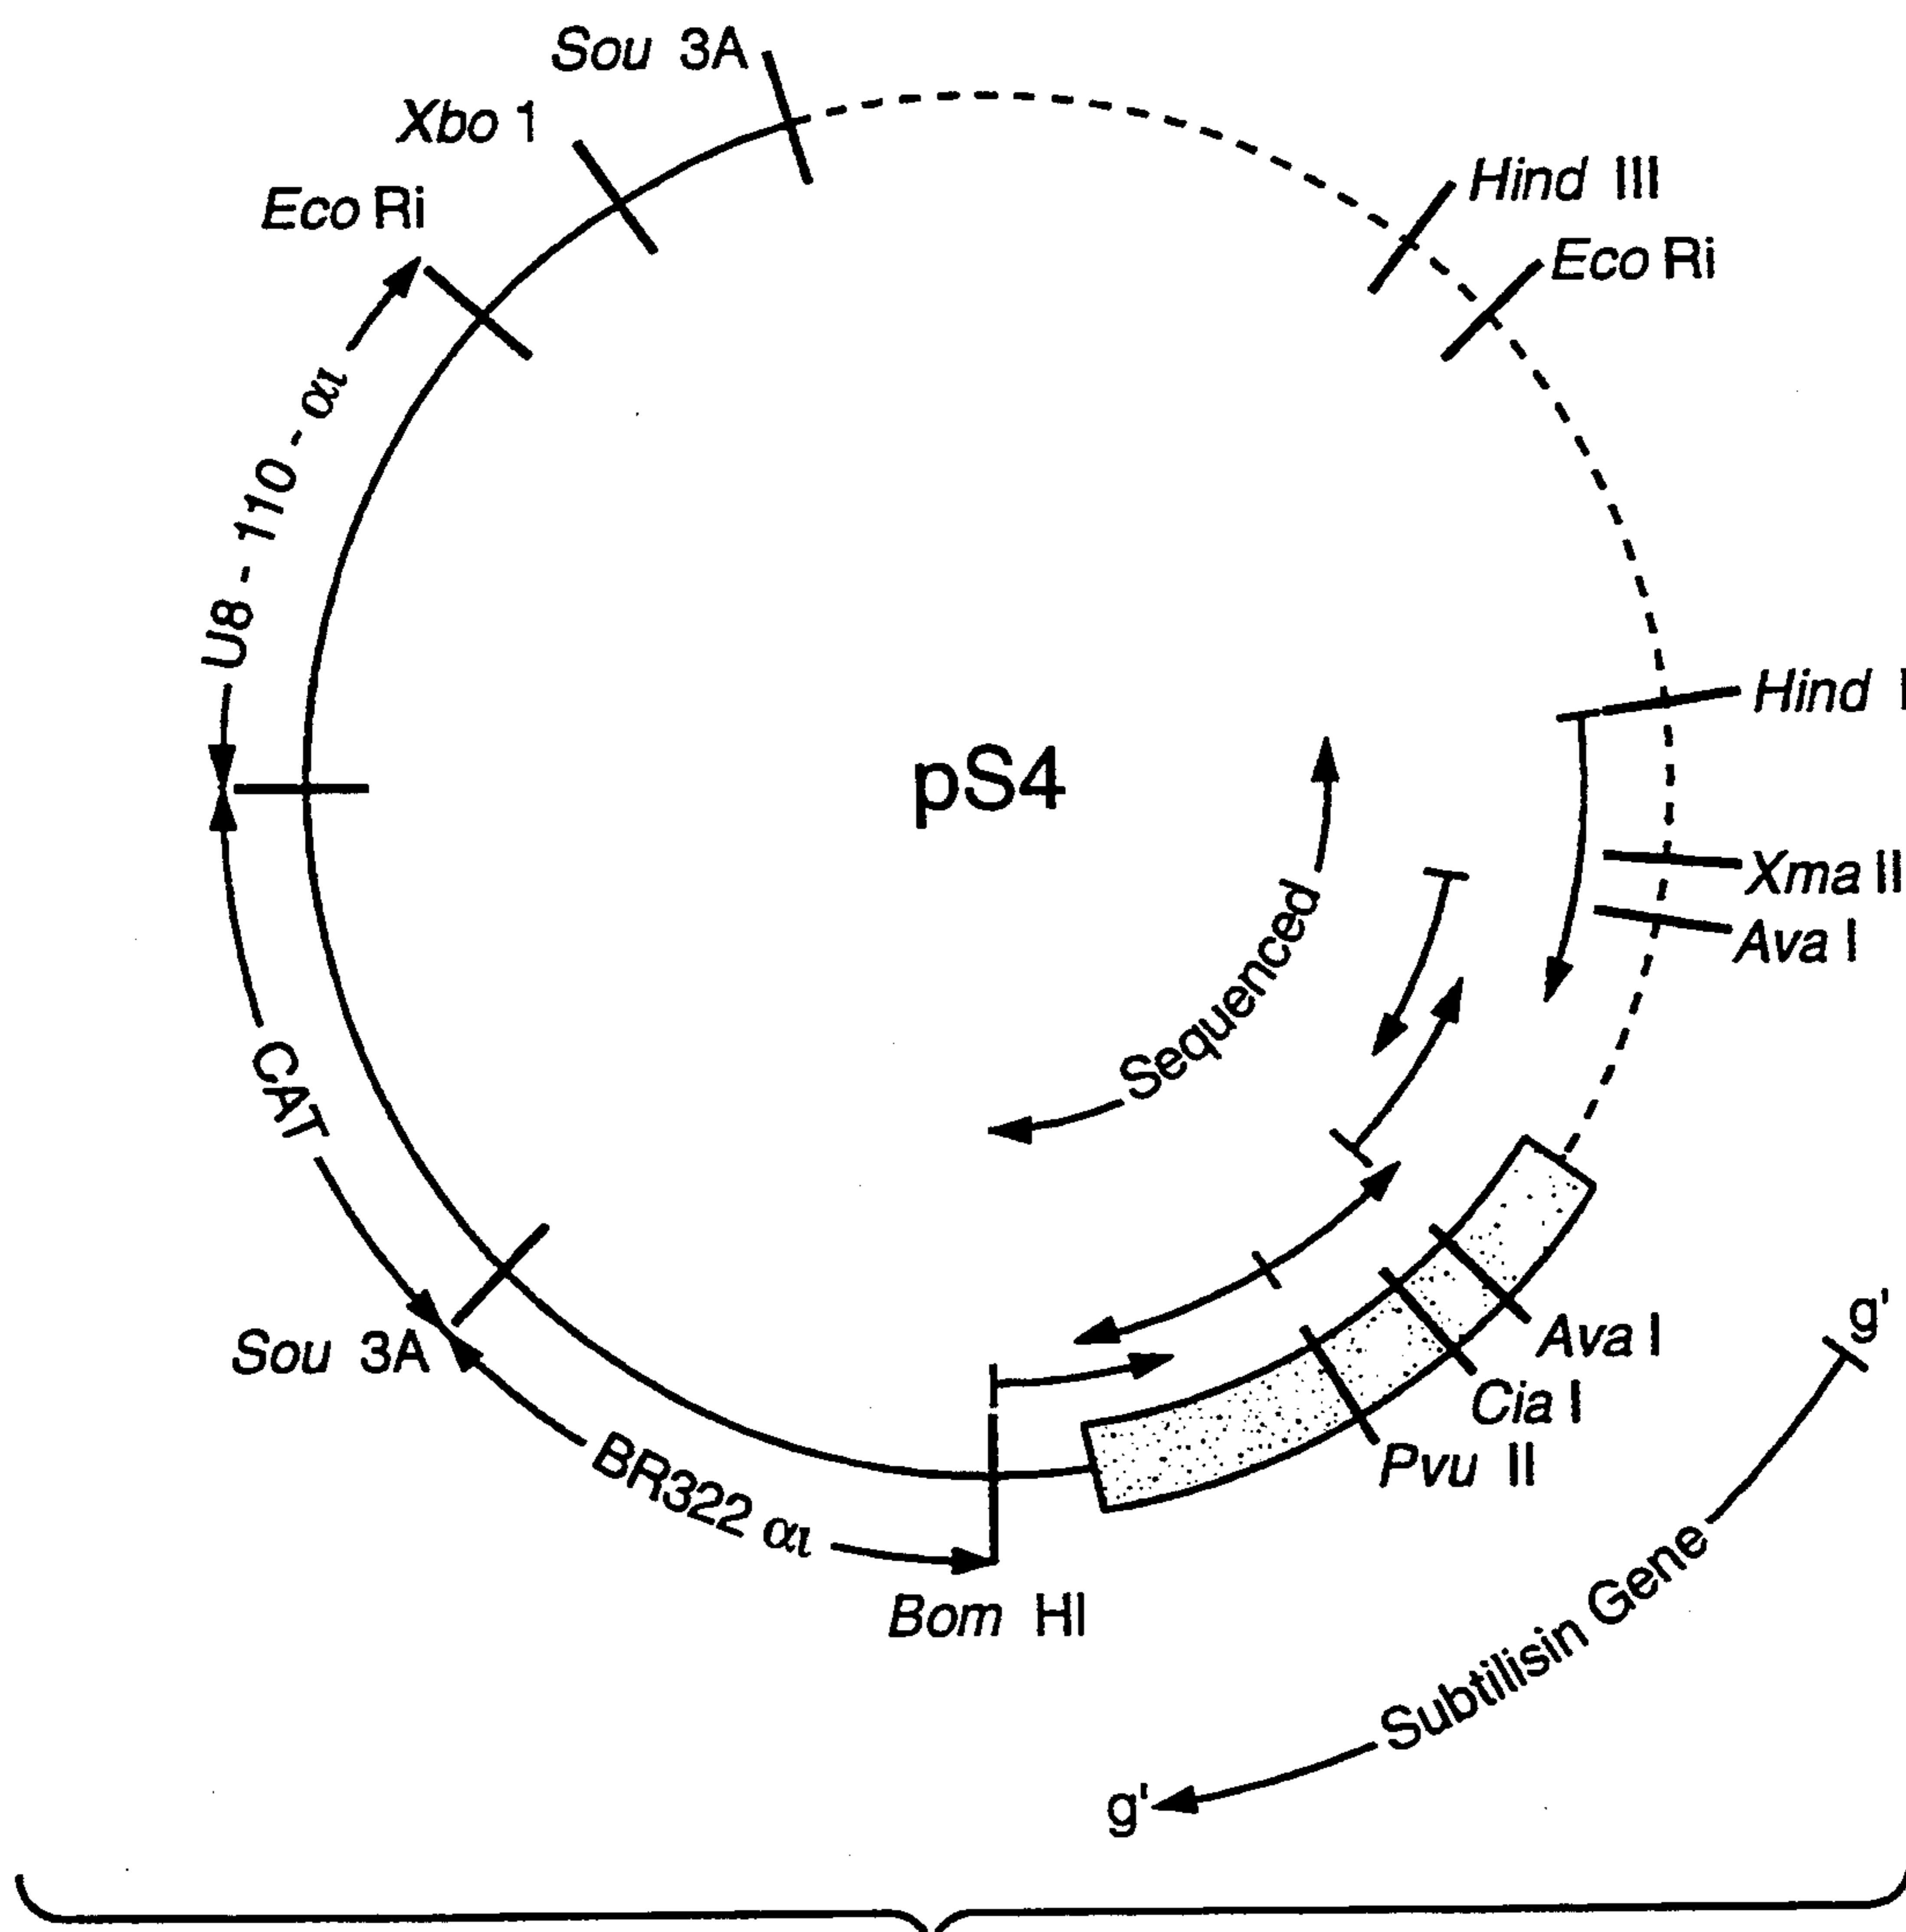 Sou 3A
Xbo 1
Eco Ri
Hind III
Eco Ri
U8 - 110 - αι
Hind
pS4
Xma II
Ava I
Sequenced
CAT
Sou 3A
Ava I
g'
Cia I
Pvu II
BR322 αι
Bom HI
Subtilisin Gene
g'